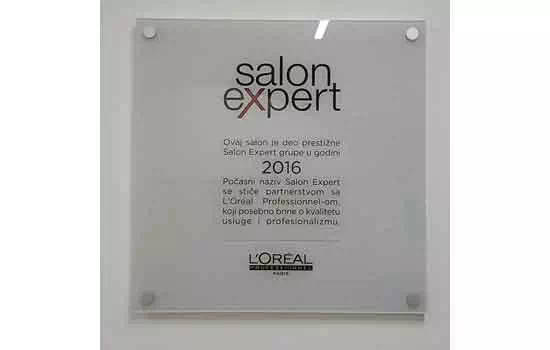 salon
expert
Ovaj salon je deo prestižne
Salon Expert grupe u godini
2016
Počasni naziv Salon Expert
se stiče partnerstvom sa
L'Oréal Professionnel-om,
koji posebno brine o kvalitetu
usluge i profesionalizmu.
L'ORÉAL
PROFESSIONNEL
PARIS